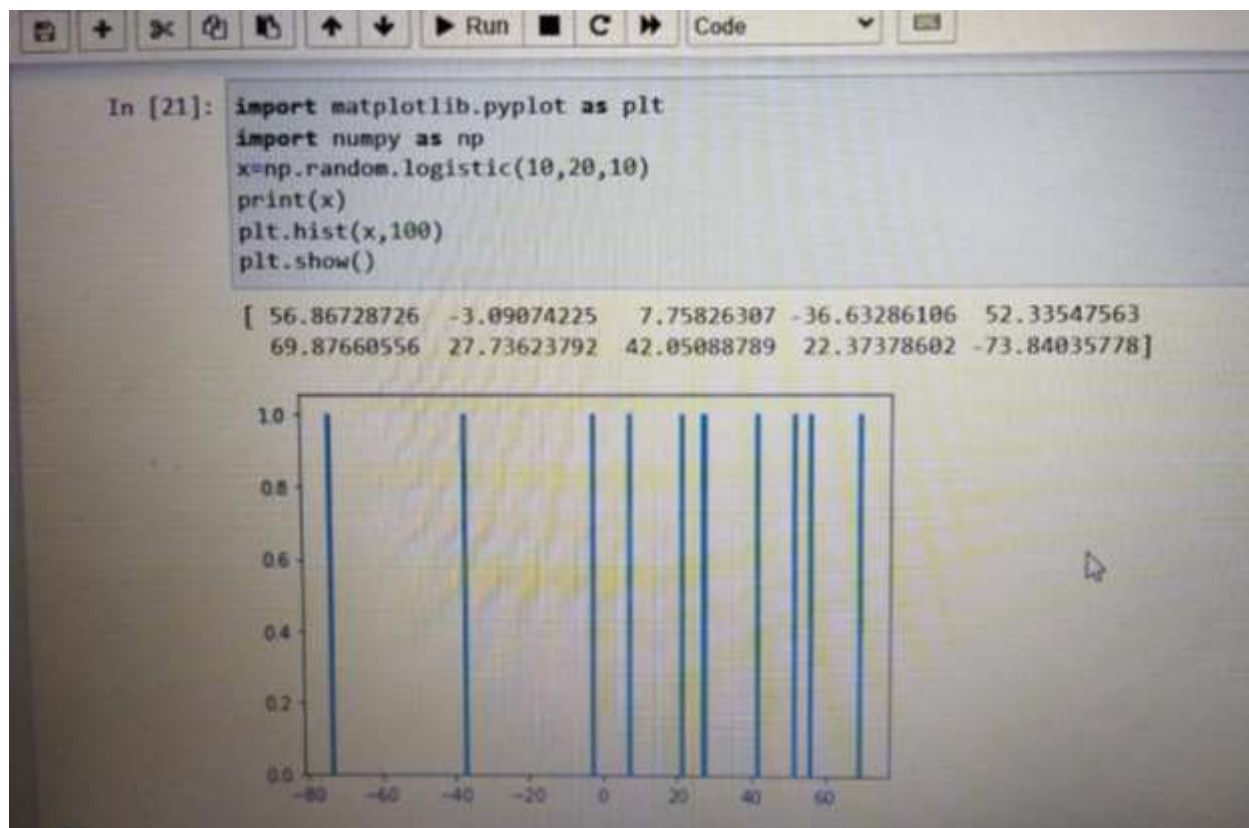 Run
Code
In [21]:
import matplotlib.pyplot as plt
import numpy as np
x=np.random.logistic(10,20,10)
print(x)
plt.hist(x,100)
plt.show()
[ 56.86728726 -3.09074225 7.75826307 -36.63286106 52.33547563
69.87660556 27.73623792 42.05088789 22.37378602 -73.84035778]
1.0
0.8
0.6
0.4
0.2
0.0
-80 -60 -40 -20 0 20 40 60